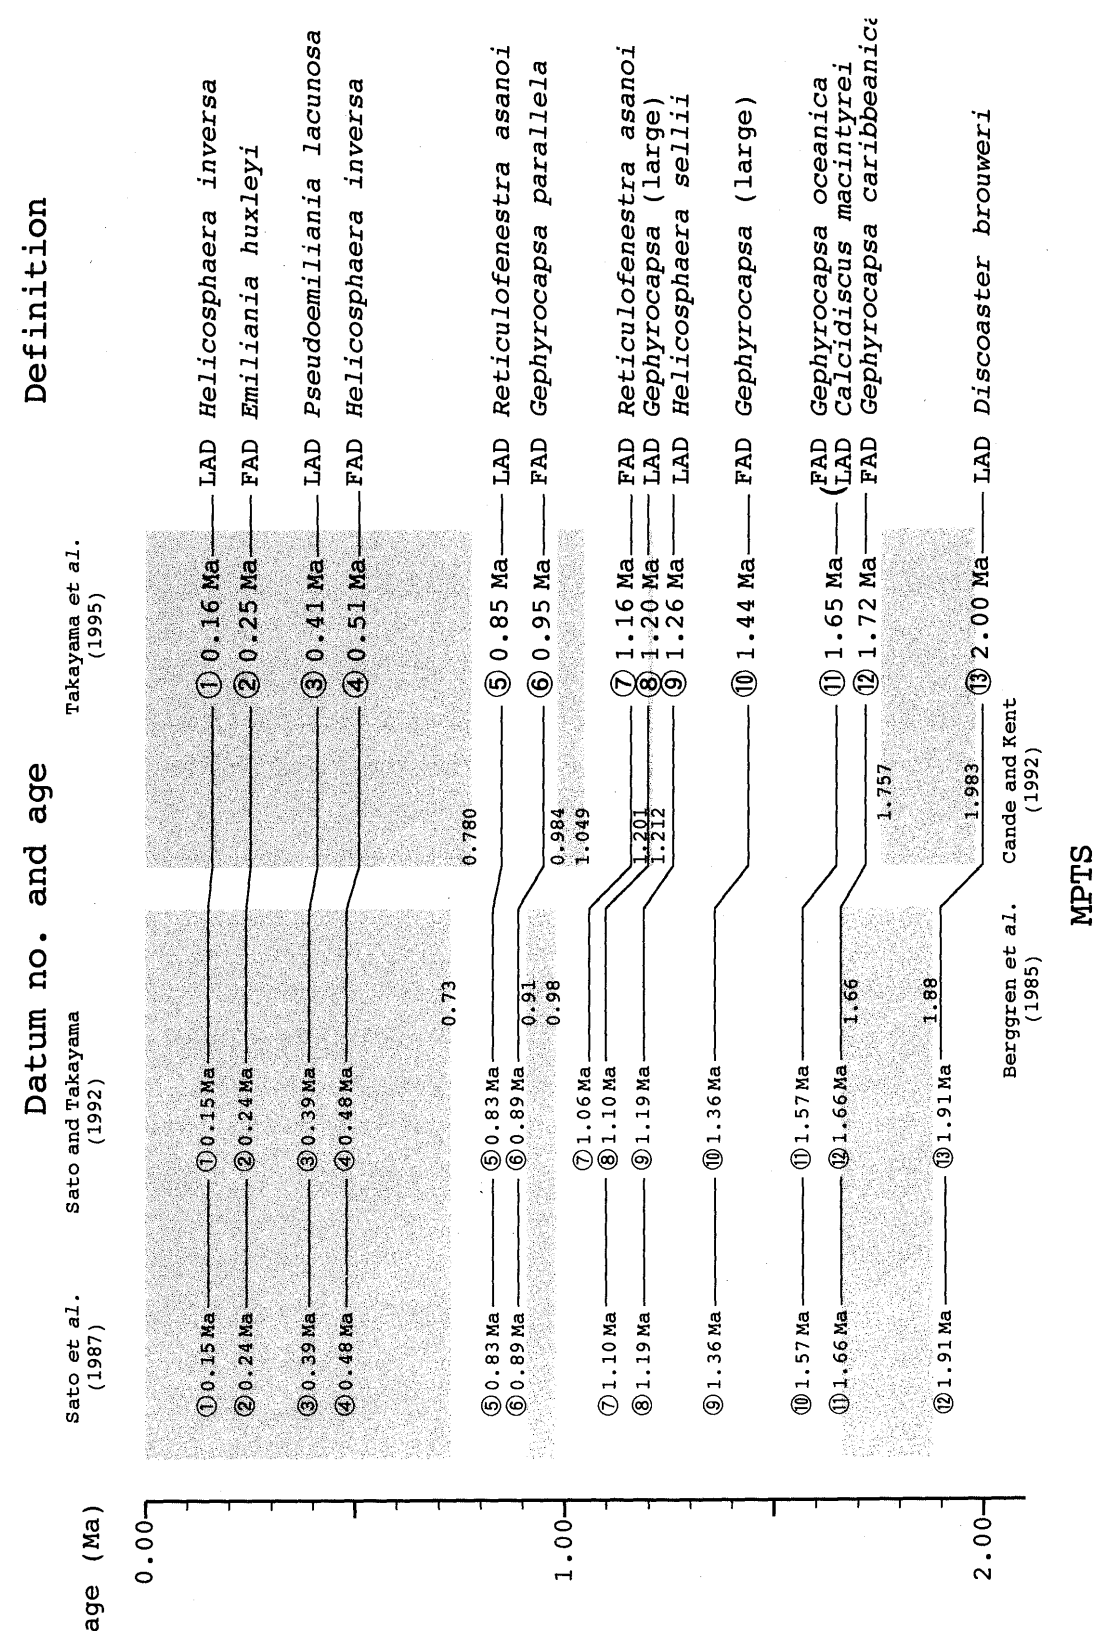 Datum no. and age
Definition
age (Ma)
Sato et al.
(1987)
Sato and Takayama
(1992)
Takayama et al.
(1995)
0.00
1.00
2.00
① 0.15 Ma ① 0.15 Ma ① 0.16 Ma LAD Helicosphaera inversa
② 0.24 Ma ② 0.24 Ma ② 0.25 Ma FAD Emiliania huxleyi
③ 0.39 Ma ③ 0.39 Ma ③ 0.41 Ma LAD Pseudoemiliania lacunosa
④ 0.48 Ma ④ 0.48 Ma ④ 0.51 Ma FAD Helicosphaera inversa
0.73 0.780
⑤ 0.83 Ma ⑤ 0.83 Ma ⑤ 0.85 Ma LAD Reticulofenestra asanoi
⑥ 0.89 Ma ⑥ 0.89 Ma ⑥ 0.95 Ma FAD Gephyrocapsa parallela
0.91 0.984
0.98 1.049
⑦ 1.06 Ma ⑦ 1.16 Ma FAD Reticulofenestra asanoi
⑦ 1.10 Ma ⑧ 1.10 Ma ⑧ 1.20 Ma LAD Gephyrocapsa (large)
1.201
1.212
⑧ 1.19 Ma ⑨ 1.19 Ma ⑨ 1.26 Ma LAD Helicosphaera sellii
⑨ 1.36 Ma ⑩ 1.36 Ma ⑩ 1.44 Ma FAD Gephyrocapsa (large)
⑩ 1.57 Ma ⑪ 1.57 Ma ⑪ 1.65 Ma (FAD Gephyrocapsa oceanica
LAD Calcidiscus macintyrei
⑪ 1.66 Ma ⑫ 1.66 Ma ⑫ 1.72 Ma FAD Gephyrocapsa caribbeanica
1.66 1.757
1.88 1.983
⑫ 1.91 Ma ⑬ 1.91 Ma ⑬ 2.00 Ma LAD Discoaster brouweri
Berggren et al.
(1985)
Cande and Kent
(1992)
MPTS